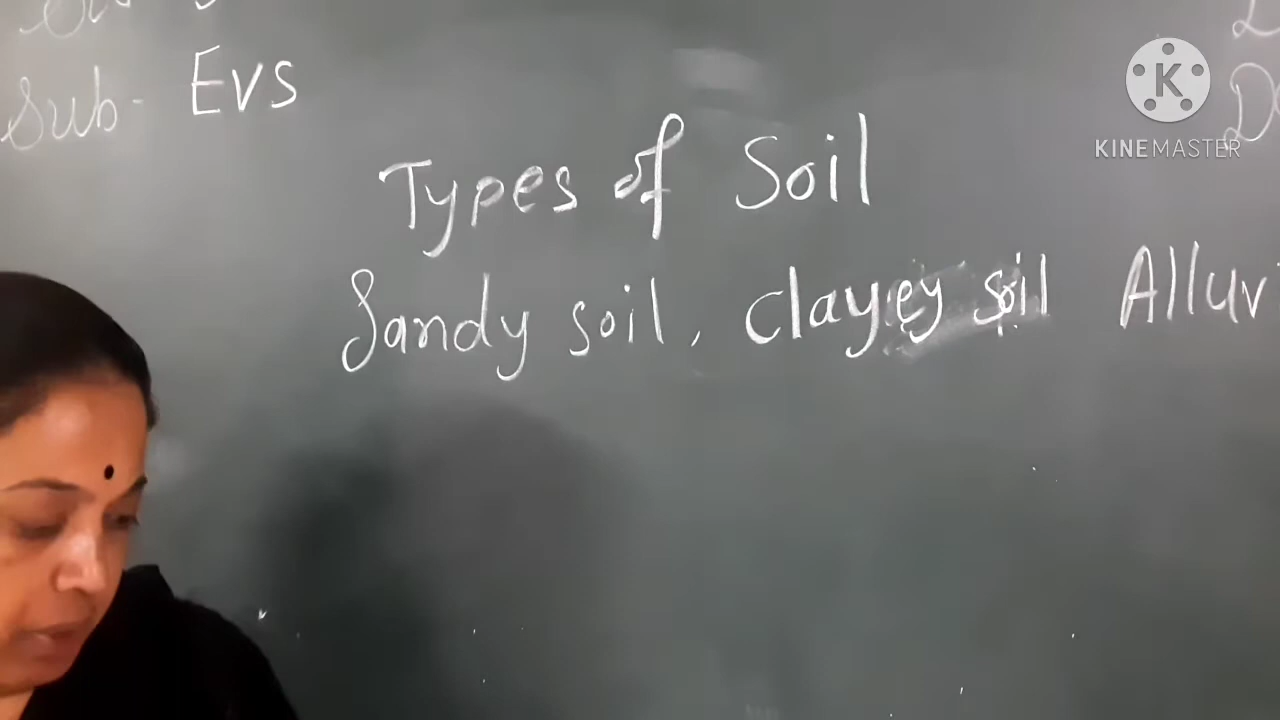 Sub- EVS
KINEMASTER
Types of Soil
Sandy soil, clayey soil Alluv